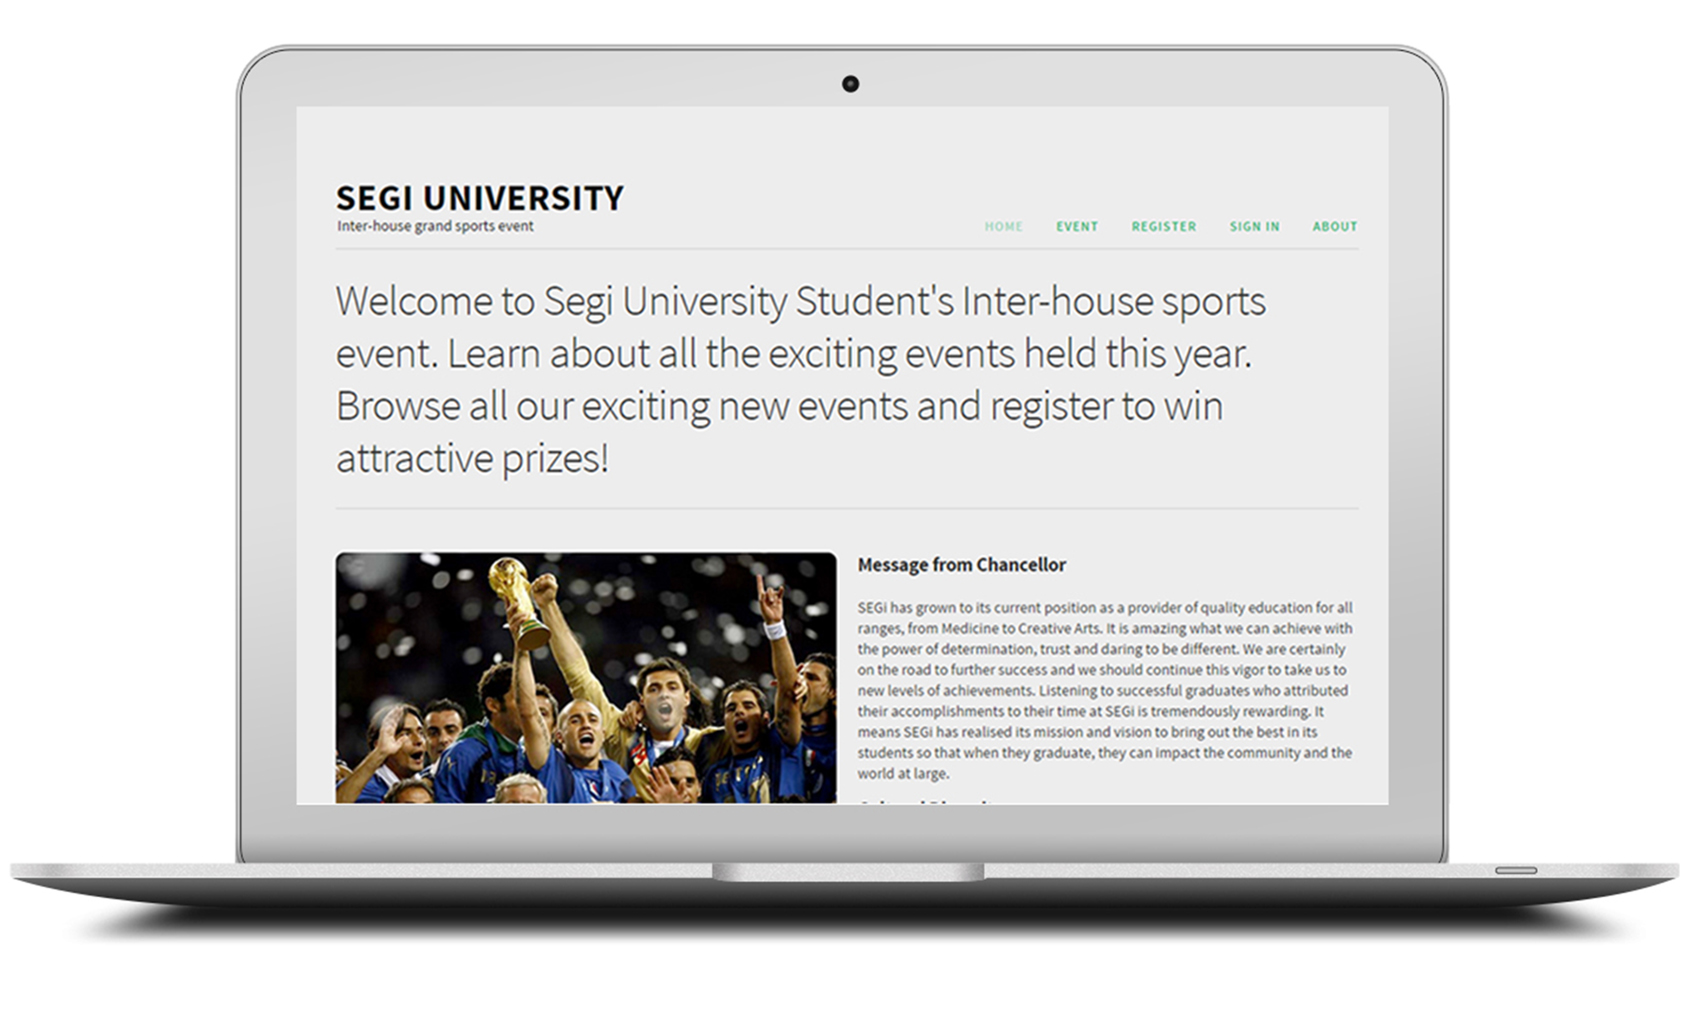 SEGI UNIVERSITY
Inter-house grand sports event
HOME EVENT REGISTER SIGN IN ABOUT
Welcome to Segi University Student's Inter-house sports
event. Learn about all the exciting events held this year.
Browse all our exciting new events and register to win
attractive prizes!
Message from Chancellor
SEGi has grown to its current position as a provider of quality education for all
ranges, from Medicine to Creative Arts. It is amazing what we can achieve with
the power of determination, trust and daring to be different. We are certainly
on the road to further success and we should continue this vigor to take us to
new levels of achievements. Listening to successful graduates who attributed
their accomplishments to their time at SEGi is tremendously rewarding. It
means SEGi has realised its mission and vision to bring out the best in its
students so that when they graduate, they can impact the community and the
world at large.